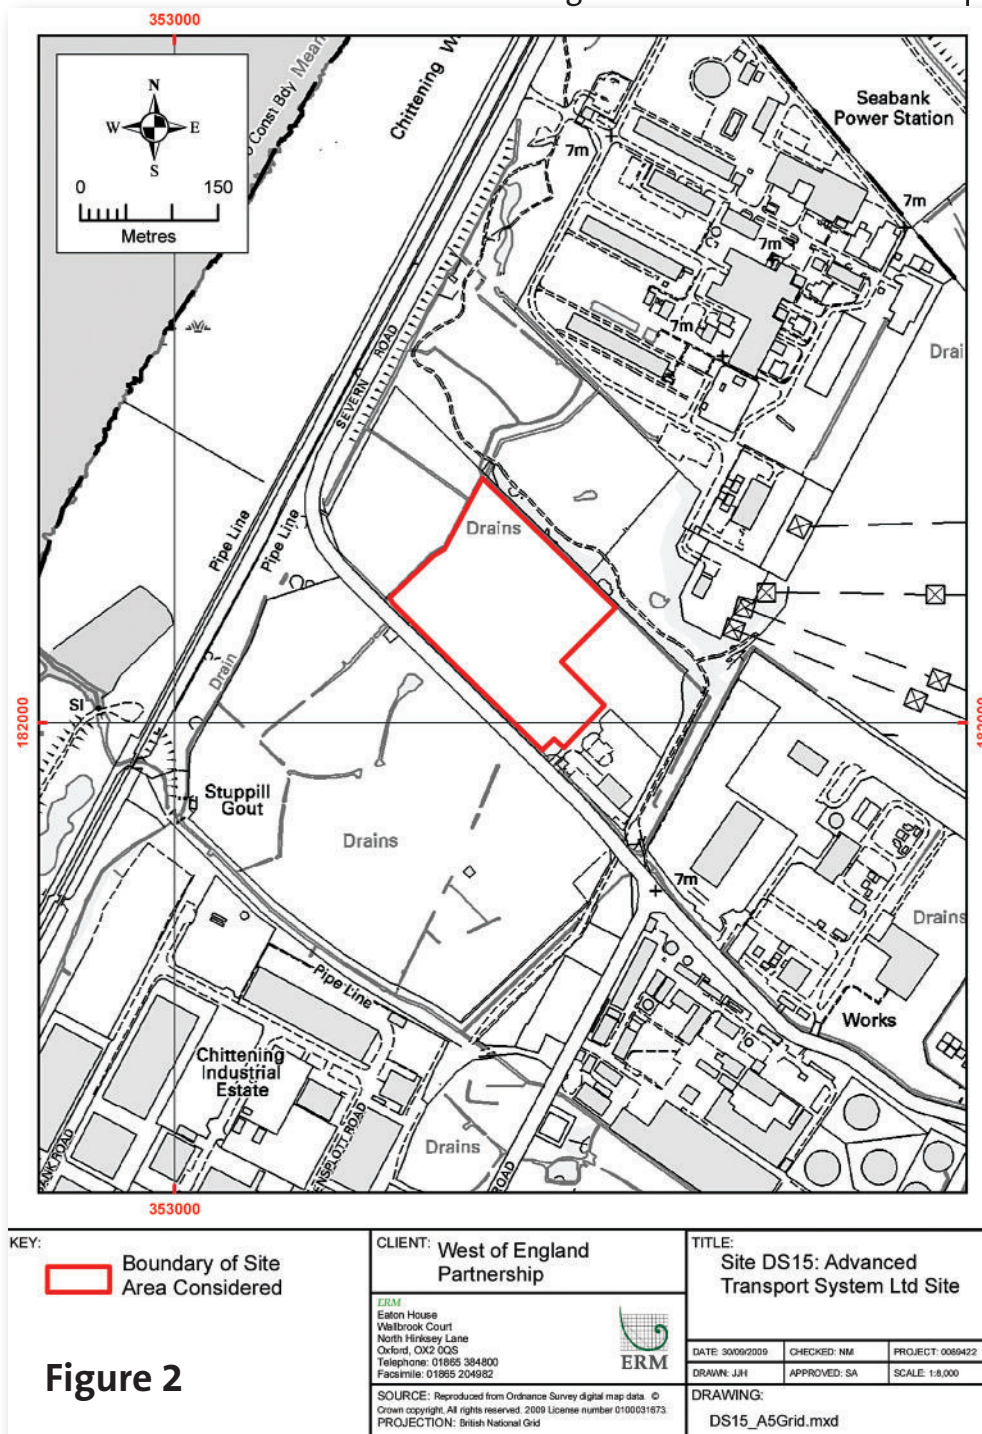 353000
N
W E
S
0 150
Metres
Const Bdy Mean
Chittening W
Seabank
Power Station
7m
7m
7m
7m
Drai
SEVERN ROAD
Pipe Line
Pipe Line
Drains
Drain
SI
182000
182000
Stuppill
Gout
Drains
7m
Drains
Pipe Line
Works
Chittening
Industrial
Estate
Drains
ROAD
353000
KEY:
Boundary of Site
Area Considered
Figure 2
CLIENT: West of England
Partnership
ERM
Eaton House
Wallbrook Court
North Hinksey Lane
Oxford, OX2 0QS
Telephone: 01865 384800
Facsimile: 01865 204982
ERM
SOURCE: Reproduced from Ordnance Survey digital map data. ©
Crown copyright, All rights reserved. 2009 License number 0100031673.
PROJECTION: British National Grid
TITLE:
Site DS15: Advanced
Transport System Ltd Site
DATE: 30/09/2009 CHECKED: NM PROJECT: 0089422
DRAWN: JJH APPROVED: SA SCALE: 1:8,000
DRAWING:
DS15_A5Grid.mxd